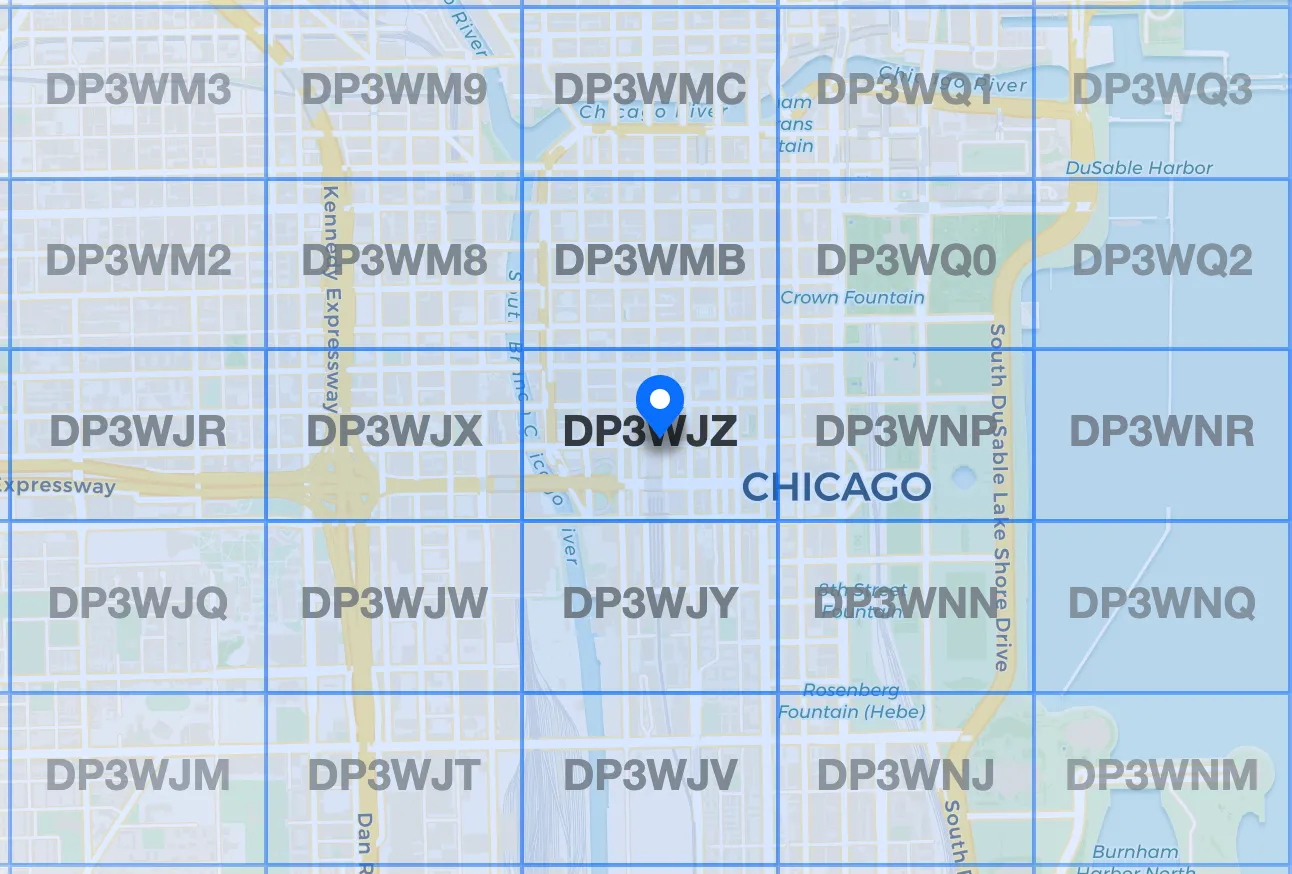 River
DP3WM3
DP3WM9
DP3WMC
DP3WQ1
DP3WQ3
Chicago River
Chicago River
am
ans
tain
DuSable Harbor
Kennedy Expressway
DP3WM2
DP3WM8
DP3WMB
DP3WQ0
DP3WQ2
Crown Fountain
South Branch Chicago River
South DuSable Lake Shore Drive
DP3WJR
DP3WJX
DP3WJZ
DP3WNP
DP3WNR
Expressway
CHICAGO
DP3WJQ
DP3WJW
DP3WJY
8th Street
Fountain
DP3WNN
DP3WNQ
Rosenberg
Fountain (Hebe)
DP3WJM
DP3WJT
DP3WJV
DP3WNJ
DP3WNM
Dan R
South
Burnham
Harbor North